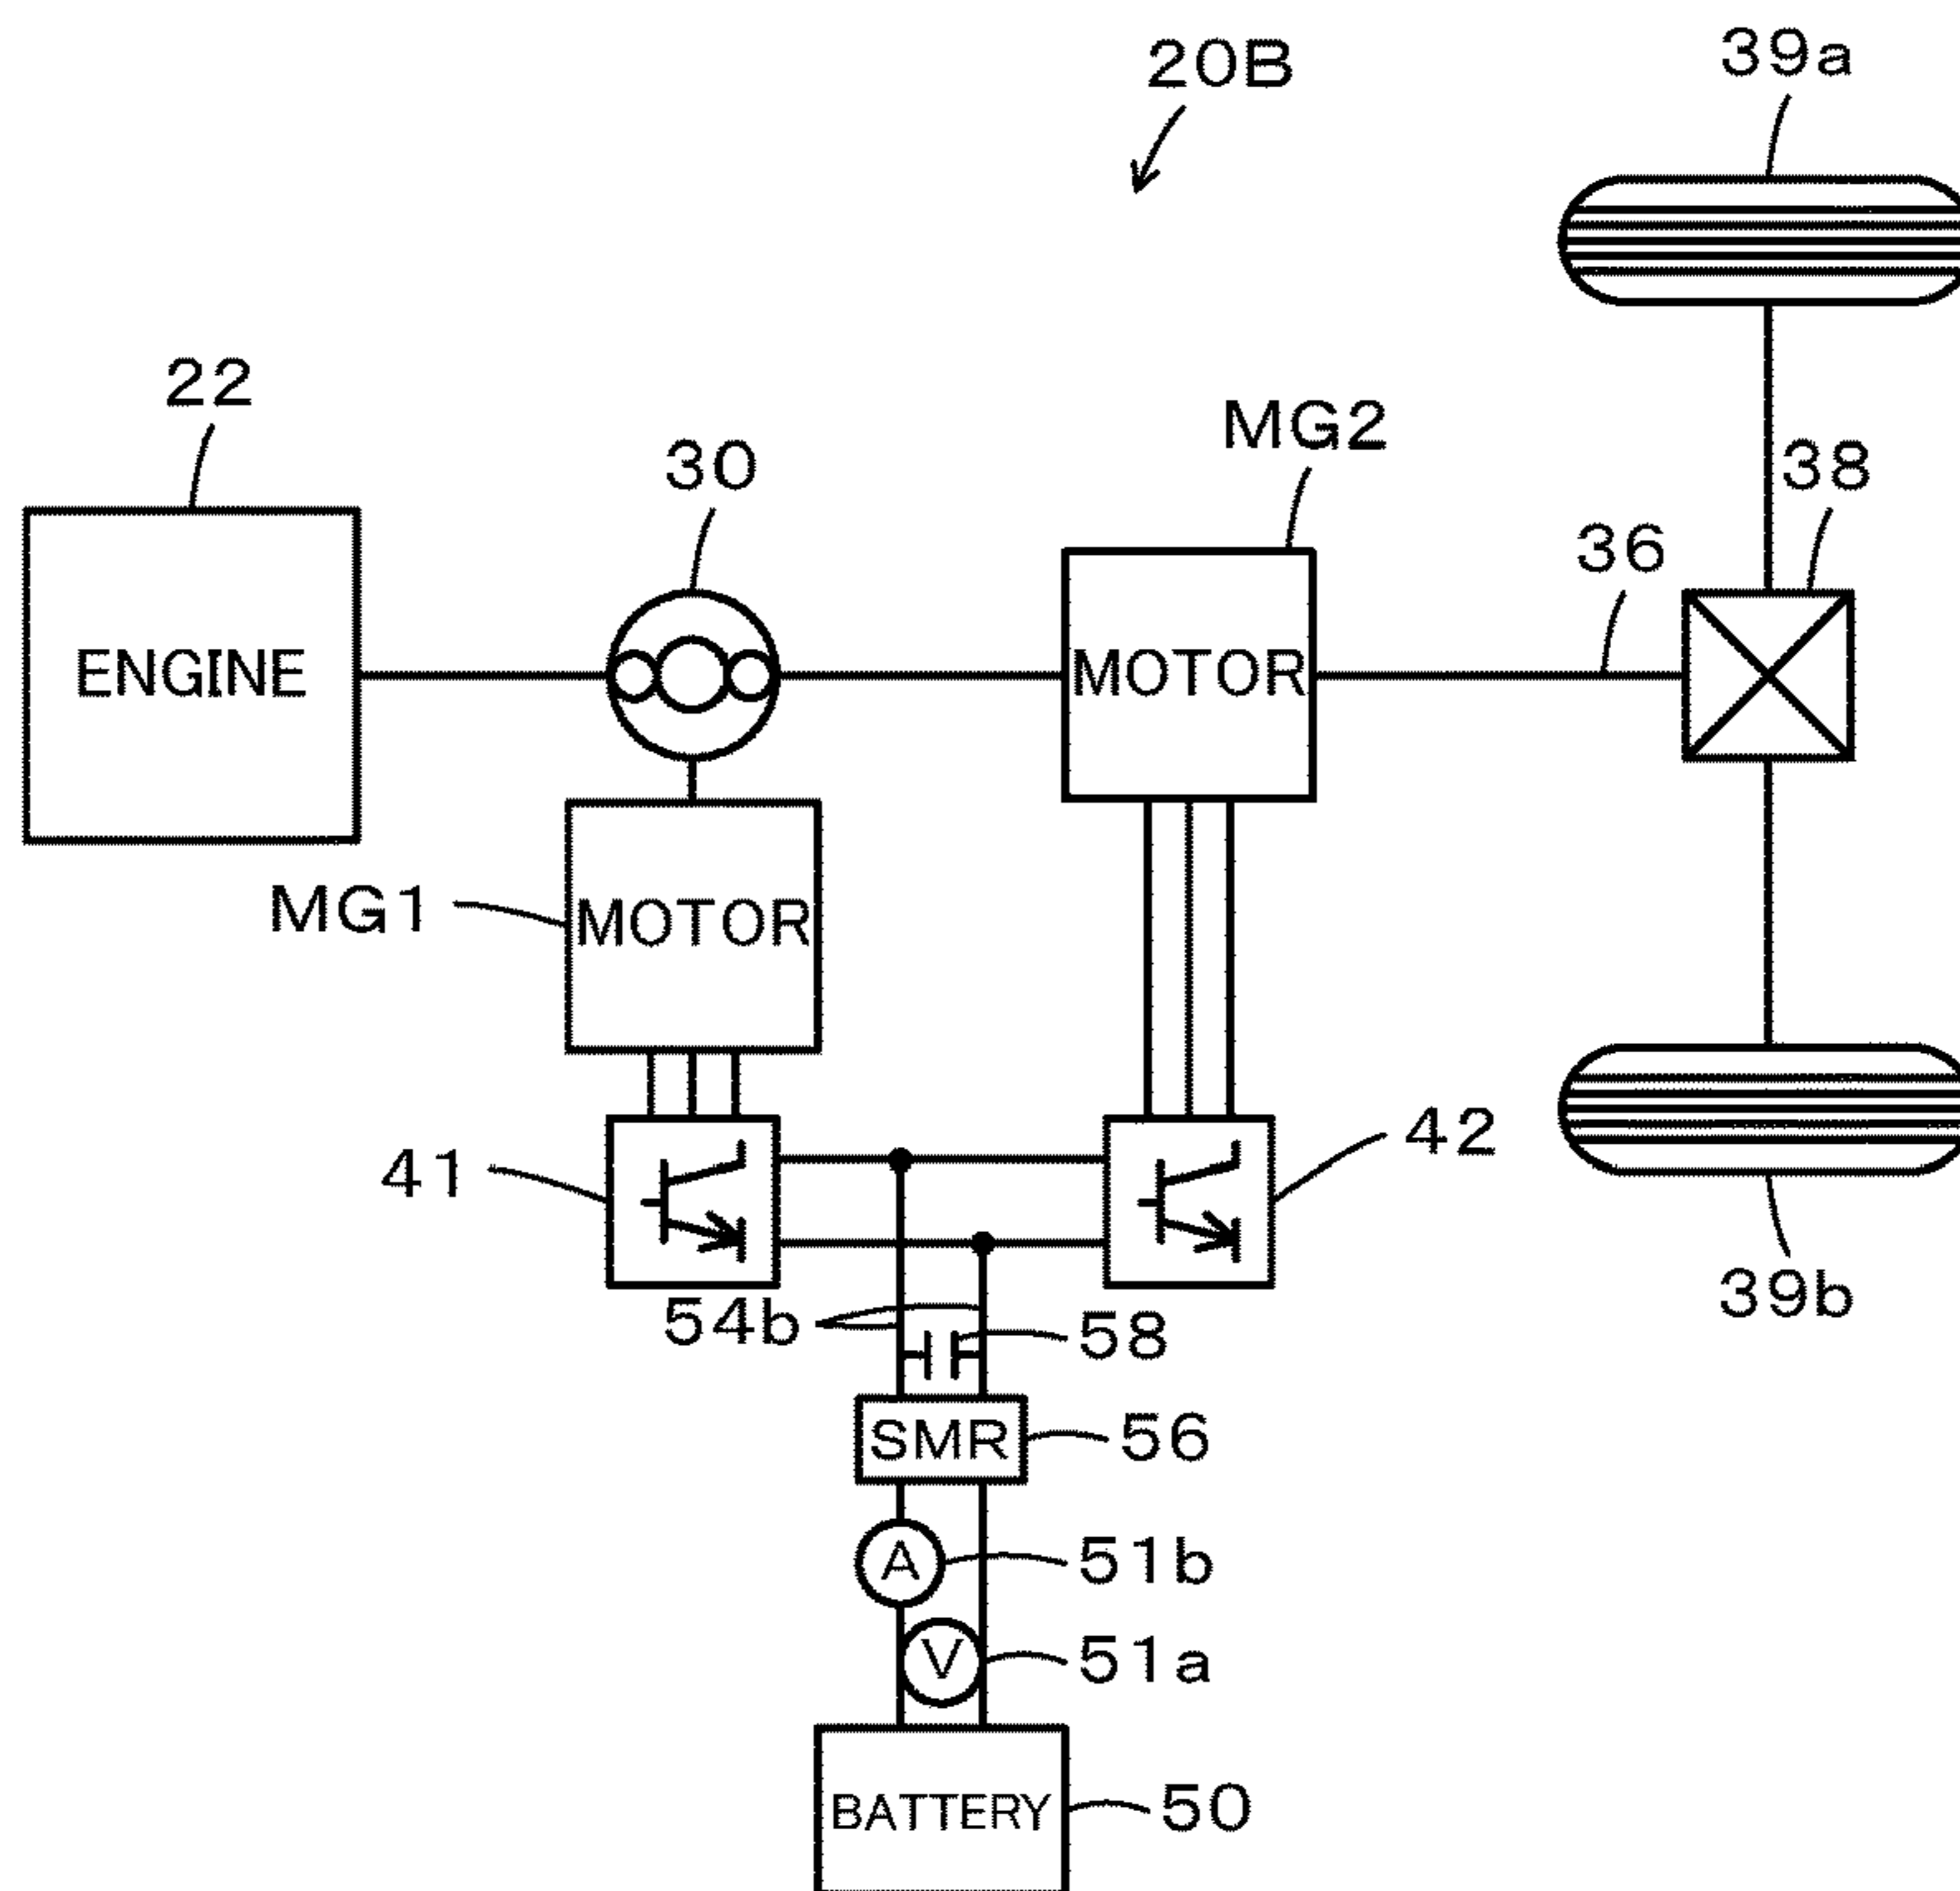 20B
39a
22
30
MG2
38
36
ENGINE
MOTOR
MG1
MOTOR
41
42
54b
58
39b
SMR
56
A
51b
V
51a
BATTERY
50